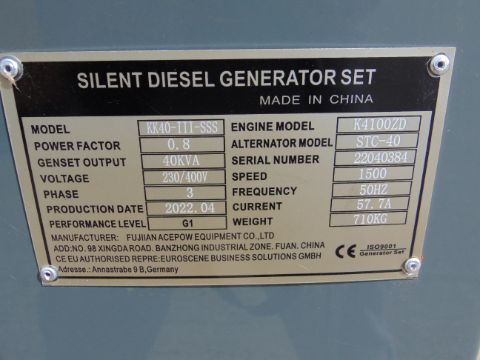 SILENT DIESEL GENERATOR SET
MADE IN CHINA
MODEL KK40-III-SSS ENGINE MODEL K4100ZD
POWER FACTOR 0.8 ALTERNATOR MODEL STC-40
GENSET OUTPUT 40KVA SERIAL NUMBER 22040384
VOLTAGE 230/400V SPEED 1500
PHASE 3 FREQUENCY 50HZ
PRODUCTION DATE 2022.04 CURRENT 57.7A
PERFORMANCE LEVEL G1 WEIGHT 710KG
MANUFACTURER: FUJIAN ACEPOW EQUIPMENT CO.,LTD
ADD:NO. 98 XINGDA ROAD. BANZHONG INDUSTRIAL ZONE. FUAN. CHINA
CE EU AUTHORISED REPRE:EUROSCENE BUSINESS SOLUTIONS GMBH
Adresse.: Annastrabe 9 B,Germany
CE ISO9001
Generator Set